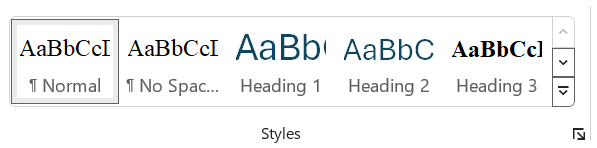 AaBbCcI AaBbCcI AaBb( AaBbC AaBbCcI
¶ Normal ¶ No Spac... Heading 1 Heading 2 Heading 3
Styles